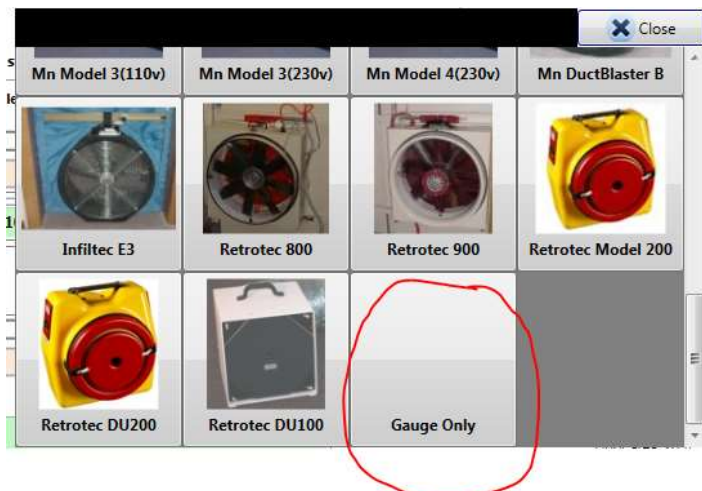 Close
Mn Model 3(110v)
Mn Model 3(230v)
Mn Model 4(230v)
Mn DuctBlaster B
Infiltec E3
Retrotec 800
Retrotec 900
Retrotec Model 200
Retrotec DU200
Retrotec DU100
Gauge Only